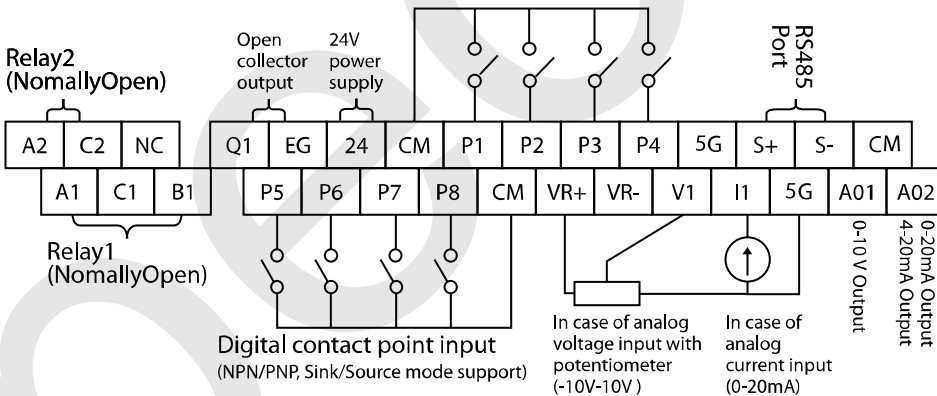 Relay2
(NomallyOpen)
Open
collector
output
24V
power
supply
RS485
Port
A2 C2 NC Q1 EG 24 CM P1 P2 P3 P4 5G S+ S- CM
A1 C1 B1 P5 P6 P7 P8 CM VR+ VR- V1 I1 5G A01 A02
Relay1
(NomallyOpen)
Digital contact point input
(NPN/PNP, Sink/Source mode support)
In case of analog
voltage input with
potentiometer
(-10V-10V )
In case of
analog
current input
(0-20mA)
0-10 V Output
0-20mA Output
4-20mA Output